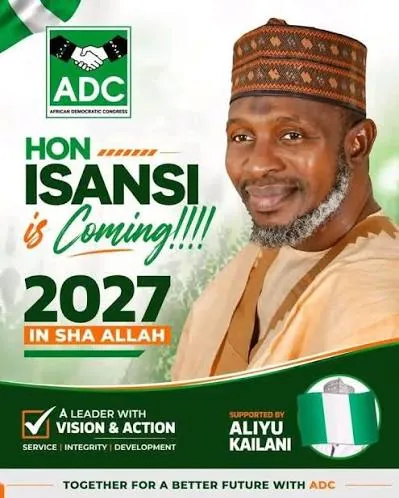 ADC
AFRICAN DEMOCRATIC CONGRESS
HON
ISANSI
is Coming!!!!
2027
IN SHA ALLAH
A LEADER WITH
VISION & ACTION
SERVICE | INTEGRITY | DEVELOPMENT
SUPPORTED BY
ALIYU
KAILANI
TOGETHER FOR A BETTER FUTURE WITH ADC